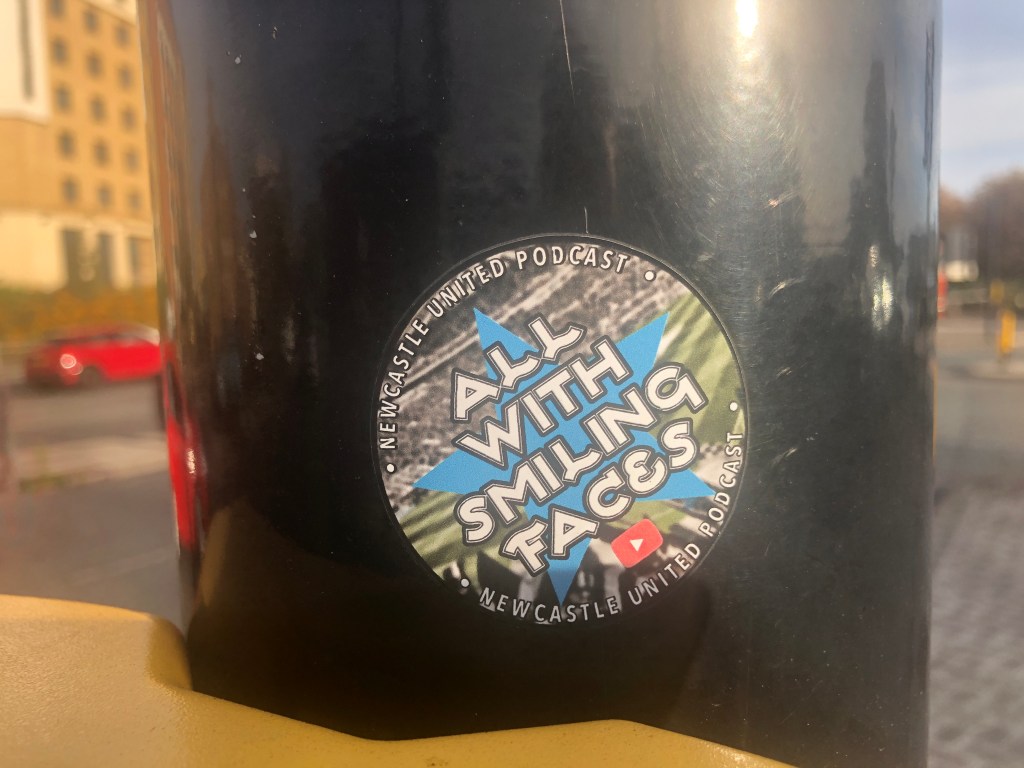 NEWCASTLE UNITED PODCAST
ALL
WITH
SMILING
FACES
NEWCASTLE UNITED PODCAST